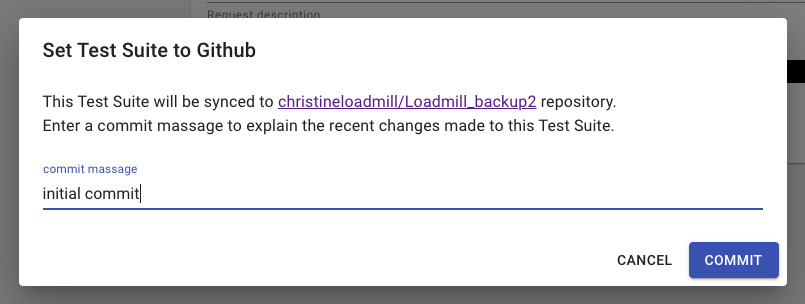 Request description
Set Test Suite to Github
This Test Suite will be synced to christineloadmill/Loadmill_backup2 repository.
Enter a commit massage to explain the recent changes made to this Test Suite.
commit massage
initial commit
CANCEL COMMIT